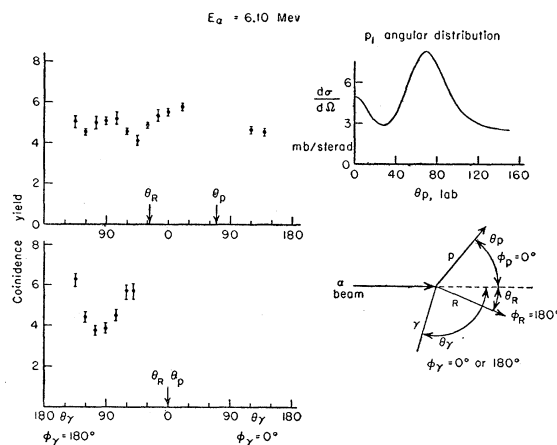 Eα = 6.10 Mev
p₁ angular distribution
yield
6
4
2
0
θR
θp
90
0
90
180
dσ
dΩ
mb/sterad
6
3
0
0
40
80
120
160
θp, lab
Coinidence
8
6
4
2
0
θR θp
180 θγ
90
0
90
θγ
180
φγ=180°
φγ=0°
α
beam
p
θp
φp=0°
R
θR
φR=180°
γ
θγ
φγ=0° or 180°